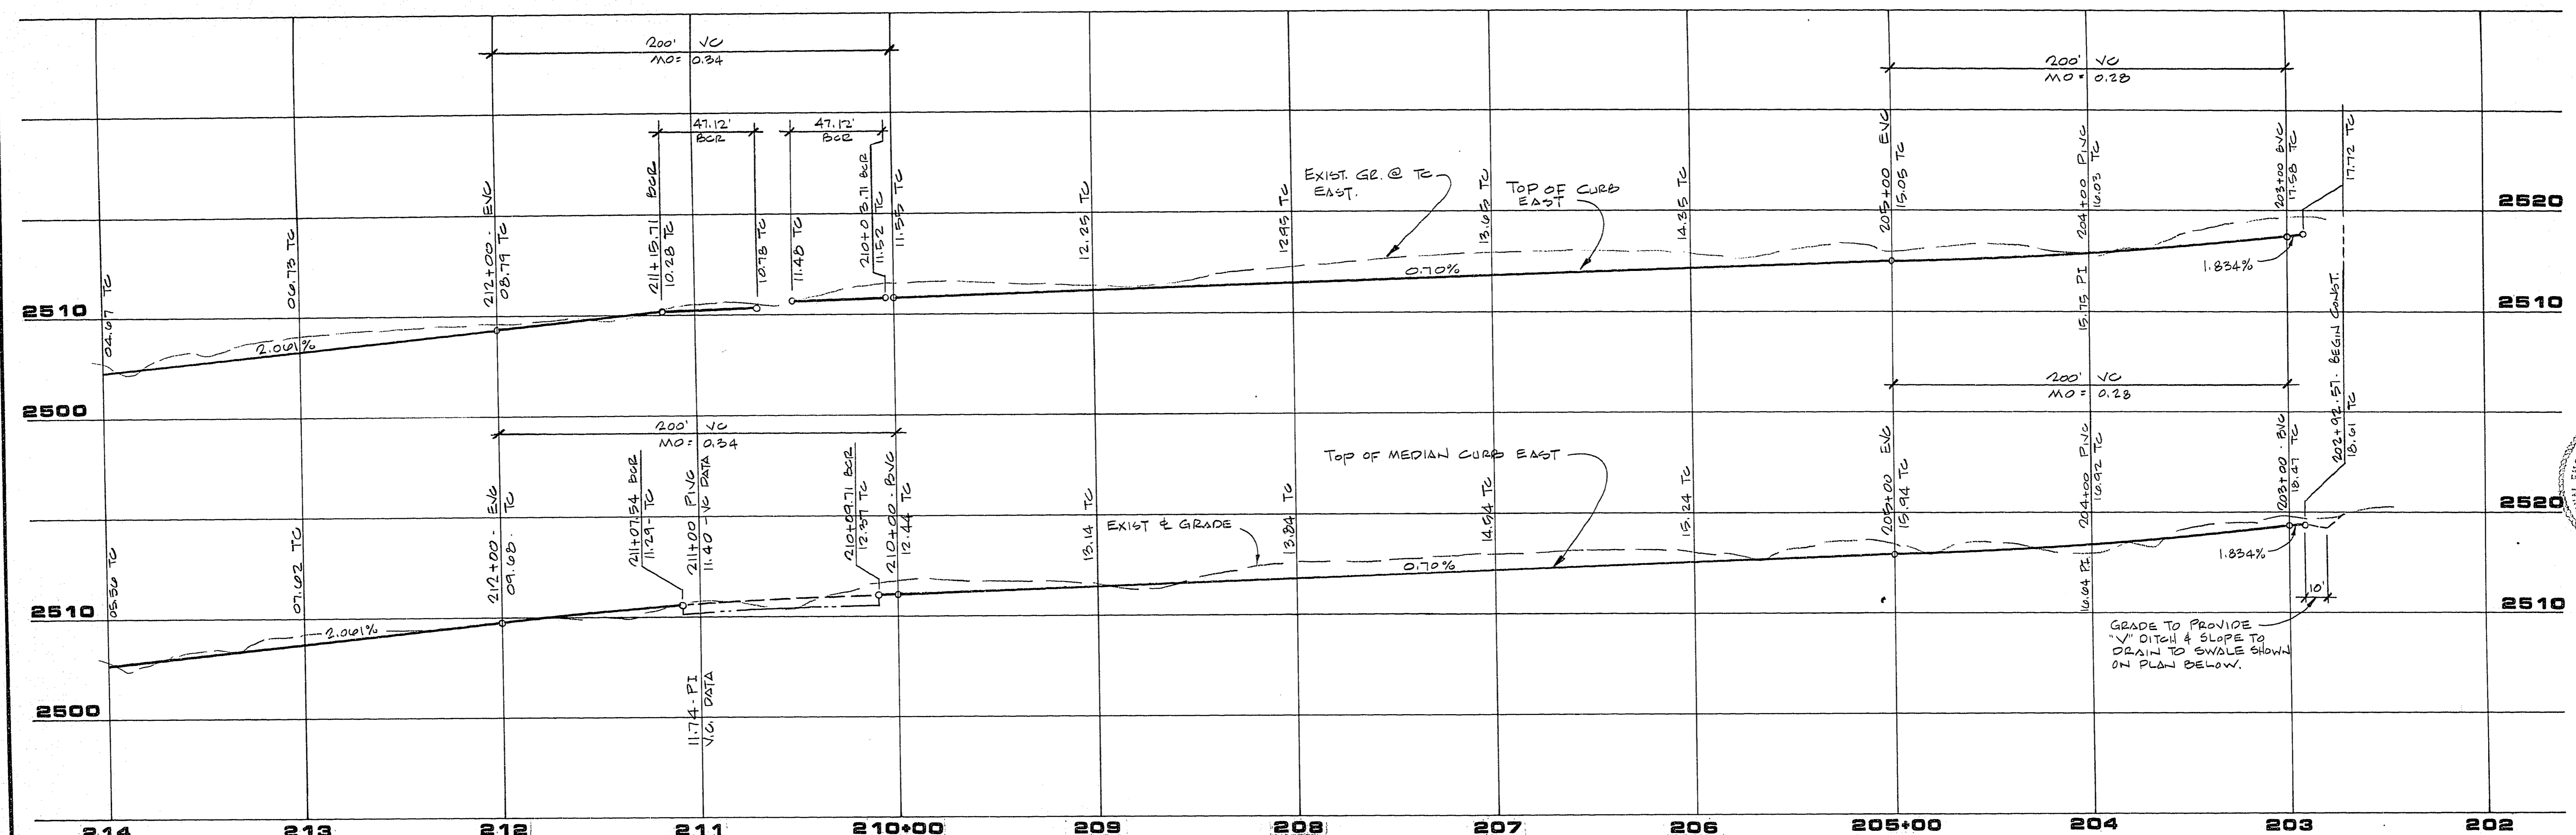 200' VC
MO= 0.34
200' VC
MO= 0.28
47.12'
BCR
47.12'
BCR
04.67 TC
06.73 TC
212+00 - EVC
08.79 TC
211+15.71 BCR
10.28 TC
10.78 TC
11.48 TC
210+03.71 BCR
11.52 TC
11.55 TC
12.25 TC
12.95 TC
EXIST. GR. @ TC
EAST.
13.65 TC
TOP OF CURB
EAST
14.35 TC
205+00 EVC
15.05 TC
204+00 PIVC
16.03 TC
203+00 BVC
17.58 TC
17.72 TC
2520
2510
2.061%
0.70%
15.75 PI
1.834%
2510
2500
200' VC
MO= 0.28
200' VC
MO= 0.34
05.56 TC
07.62 TC
212+00 - EVC
09.68 - TC
211+07.54 BCR
11.29 - TC
211+00 PIVC
11.40 - VC DATA
210+09.71 BCR
12.37 TC
210+00 - BVC
12.44 TC
13.14 TC
EXIST ℄ GRADE
13.84 TC
TOP OF MEDIAN CURB EAST
14.54 TC
15.24 TC
205+00 EVC
15.94 TC
204+00 PIVC
16.92 TC
203+00 - BVC
18.47 TC
202+92.57 - BEGIN CONST.
18.61 TC
2520
2510
2.061%
0.70%
16.64 PI
1.834%
10'
2510
GRADE TO PROVIDE
"V" DITCH & SLOPE TO
DRAIN TO SWALE SHOWN
ON PLAN BELOW.
2500
11.74 - PI
V.C. DATA
214 213 212 211 210+00 209 208 207 206 205+00 204 203 202